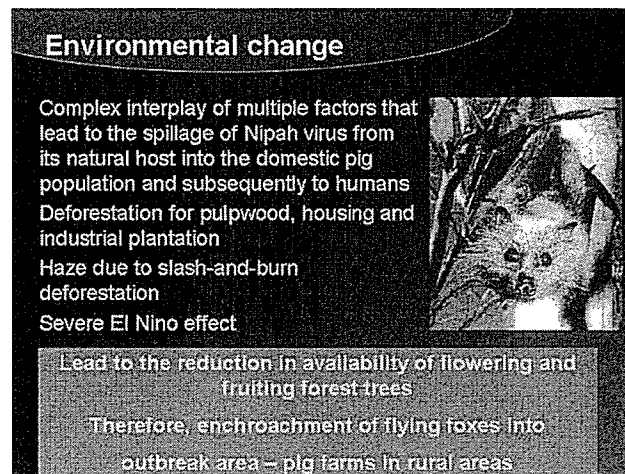 Environmental change
Complex interplay of multiple factors that
lead to the spillage of Nipah virus from
its natural host into the domestic pig
population and subsequently to humans
Deforestation for pulpwood, housing and
industrial plantation
Haze due to slash-and-burn
deforestation
Severe El Nino effect
Lead to the reduction in availability of flowering and
fruiting forest trees
Therefore, enchroachment of flying foxes into
outbreak area – pig farms in rural areas